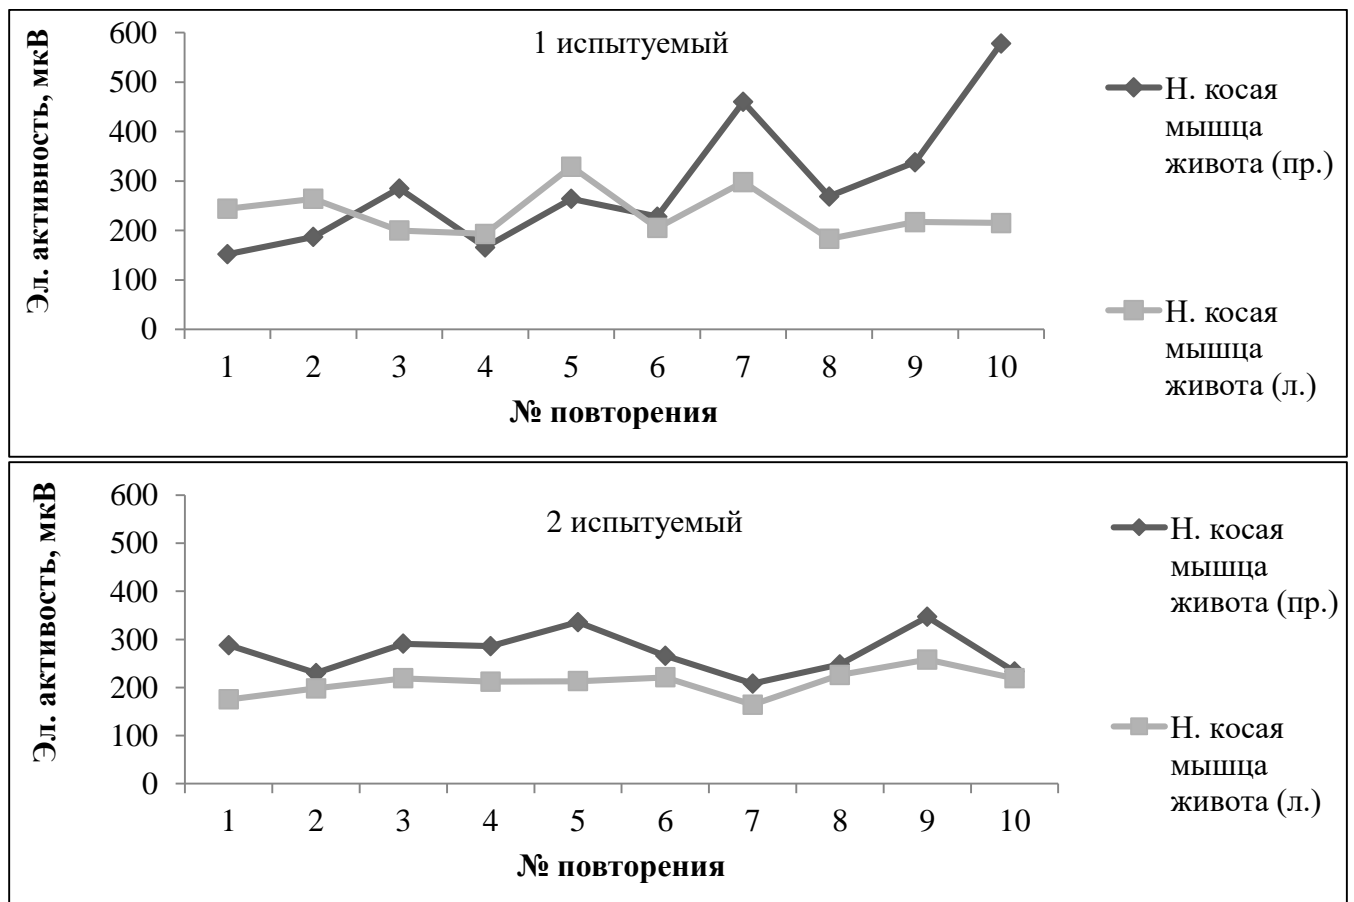 1 испытуемый
Эл. активность, мкВ
600
500
400
300
200
100
0
1 2 3 4 5 6 7 8 9 10
№ повторения
Н. косая
мышца
живота (пр.)
Н. косая
мышца
живота (л.)
2 испытуемый
Эл. активость, мкВ
600
500
400
300
200
100
0
1 2 3 4 5 6 7 8 9 10
№ повторения
Н. косая
мышца
живота (пр.)
Н. косая
мышца
живота (л.)